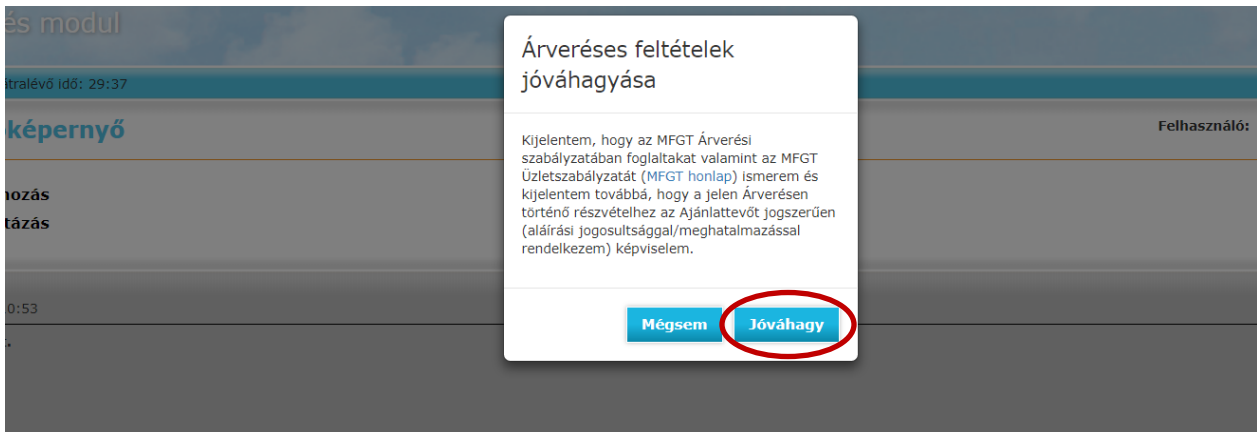 és modul
Árveréses feltételek
jóváhagyása
átralévő idő: 29:37
képernyő
Felhasználó:
Kijelentem, hogy az MFGT Árverési
szabályzatában foglaltakat valamint az MFGT
Üzletszabályzatát (MFGT honlap) ismerem és
kijelentem továbbá, hogy a jelen Árverésen
történő részvételhez az Ajánlattevőt jogszerűen
(aláírási jogosultsággal/meghatalmazással
rendelkezem) képviselem.
nozás
tázás
0:53
Mégsem
Jóváhagy